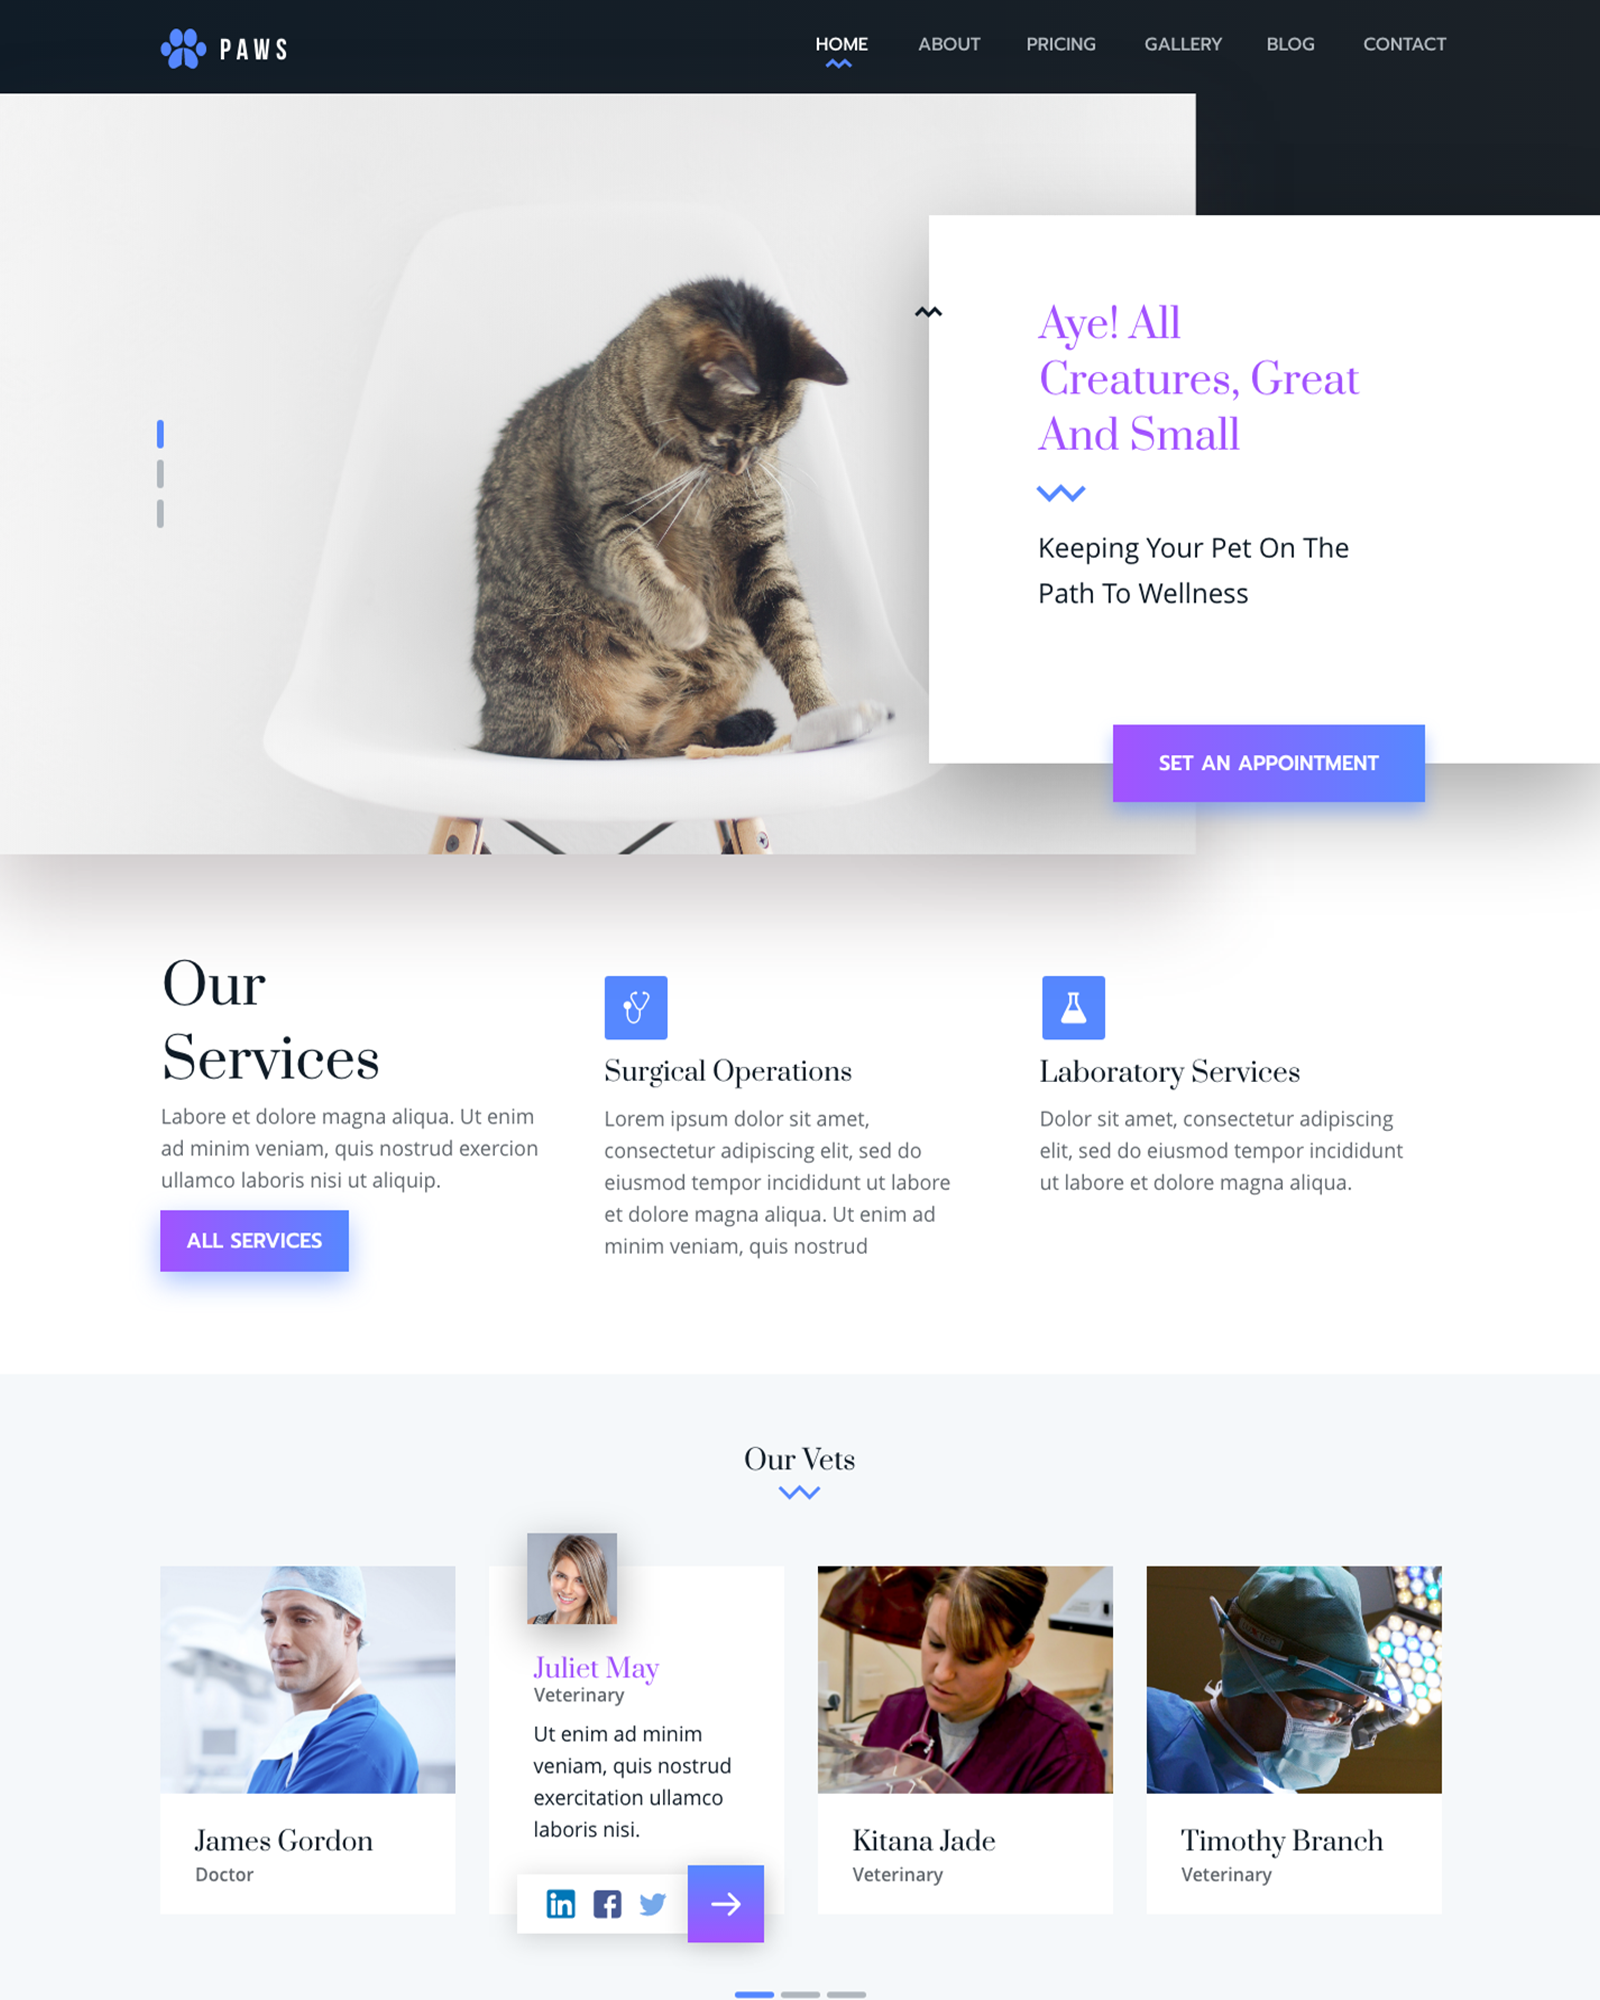 PAWS
HOME ABOUT PRICING GALLERY BLOG CONTACT
Aye! All
Creatures, Great
And Small
Keeping Your Pet On The
Path To Wellness
SET AN APPOINTMENT
Our
Services
Labore et dolore magna aliqua. Ut enim
ad minim veniam, quis nostrud exercion
ullamco laboris nisi ut aliquip.
ALL SERVICES
Surgical Operations
Lorem ipsum dolor sit amet,
consectetur adipiscing elit, sed do
eiusmod tempor incididunt ut labore
et dolore magna aliqua. Ut enim ad
minim veniam, quis nostrud
Laboratory Services
Dolor sit amet, consectetur adipiscing
elit, sed do eiusmod tempor incididunt
ut labore et dolore magna aliqua.
Our Vets
James Gordon
Doctor
Juliet May
Veterinary
Ut enim ad minim
veniam, quis nostrud
exercitation ullamco
laboris nisi.
in f
Kitana Jade
Veterinary
Timothy Branch
Veterinary